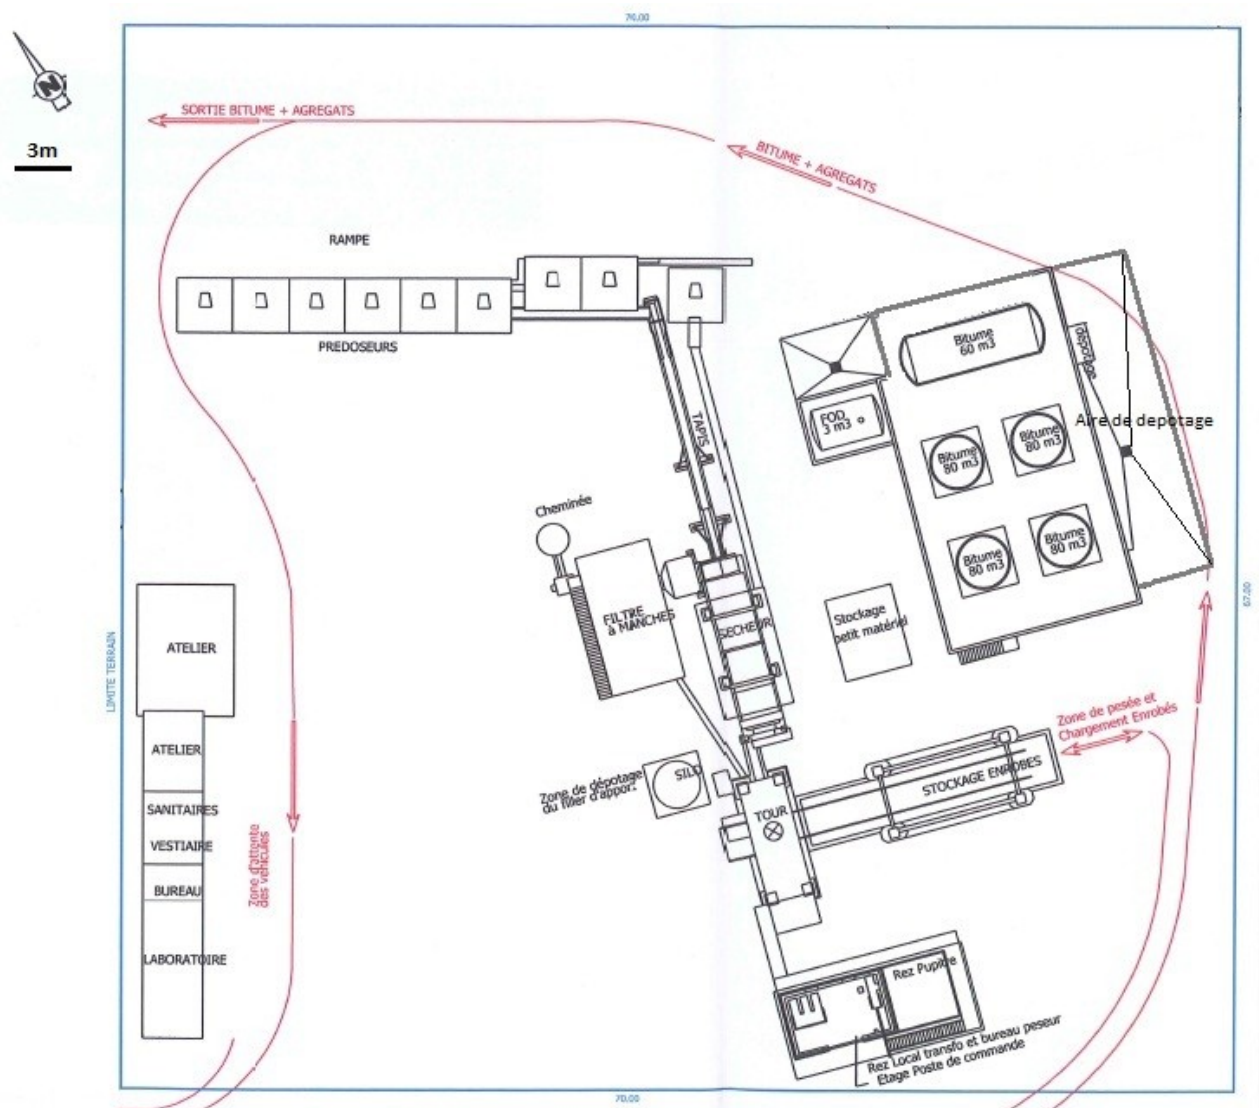 70.00
N
SORTIE BITUME + AGREGATS
3m
BITUME + AGREGATS
RAMPE
PREDOSEURS
Bitume
60 m3
dépotage
FOD
3 m3
Aire de depotage
TAPIS
Bitume
80 m3
Bitume
80 m3
Cheminée
Bitume
80 m3
Bitume
80 m3
FILTRE
à MANCHES
SECHEUR
Stockage
petit matériel
67.00
ATELIER
LIMITE TERRAIN
Zone de pesée et
Chargement Enrobés
ATELIER
SILO
Zone de dépotage
du filler d'apport
STOCKAGE ENROBES
SANITAIRES
TOUR
VESTIAIRE
Zone d'attente
des véhicules
BUREAU
LABORATOIRE
Rez Pupitre
Rez Local transfo et bureau peseur
Etage Poste de commande
70.00